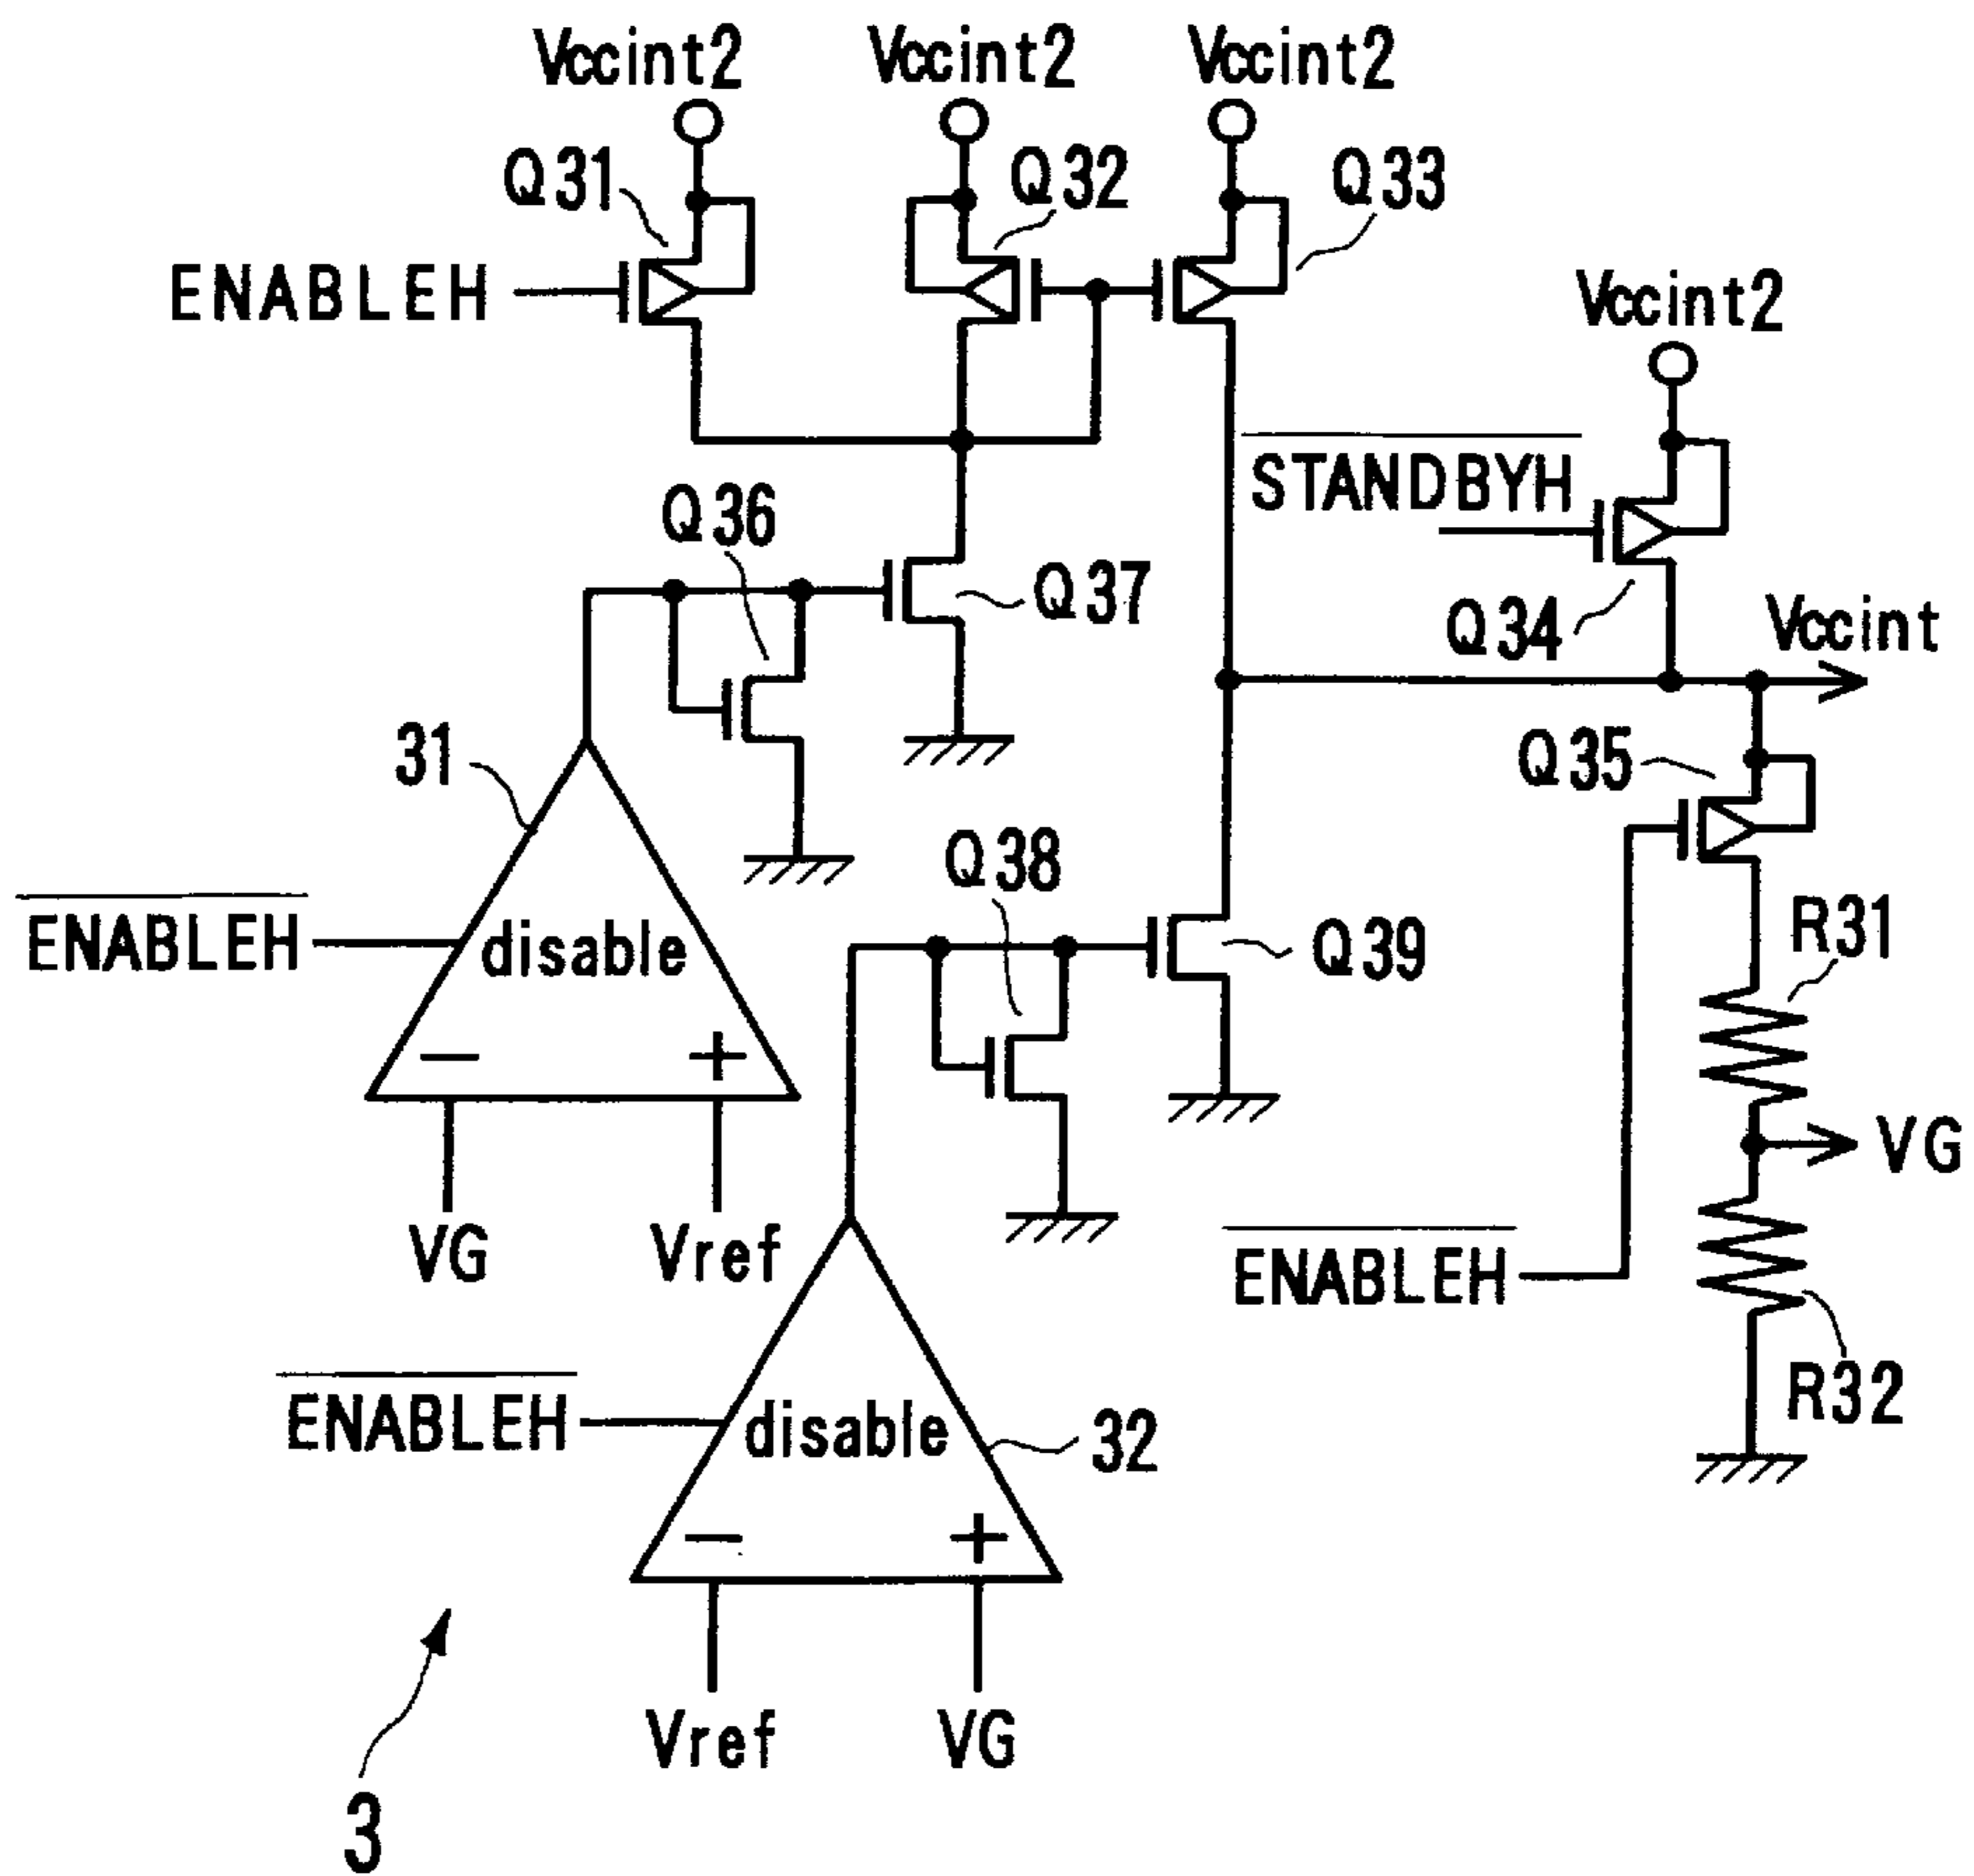 Vccint2 Vccint2 Vccint2
Q31 Q32 Q33
ENABLEH
Vccint2
STANDBYH
Q36
Q37
Q34
Vccint
31
Q35
Q38
ENABLEH
disable
R31
Q39
− +
VG
VG Vref
ENABLEH
R32
ENABLEH
disable
32
− +
Vref VG
3